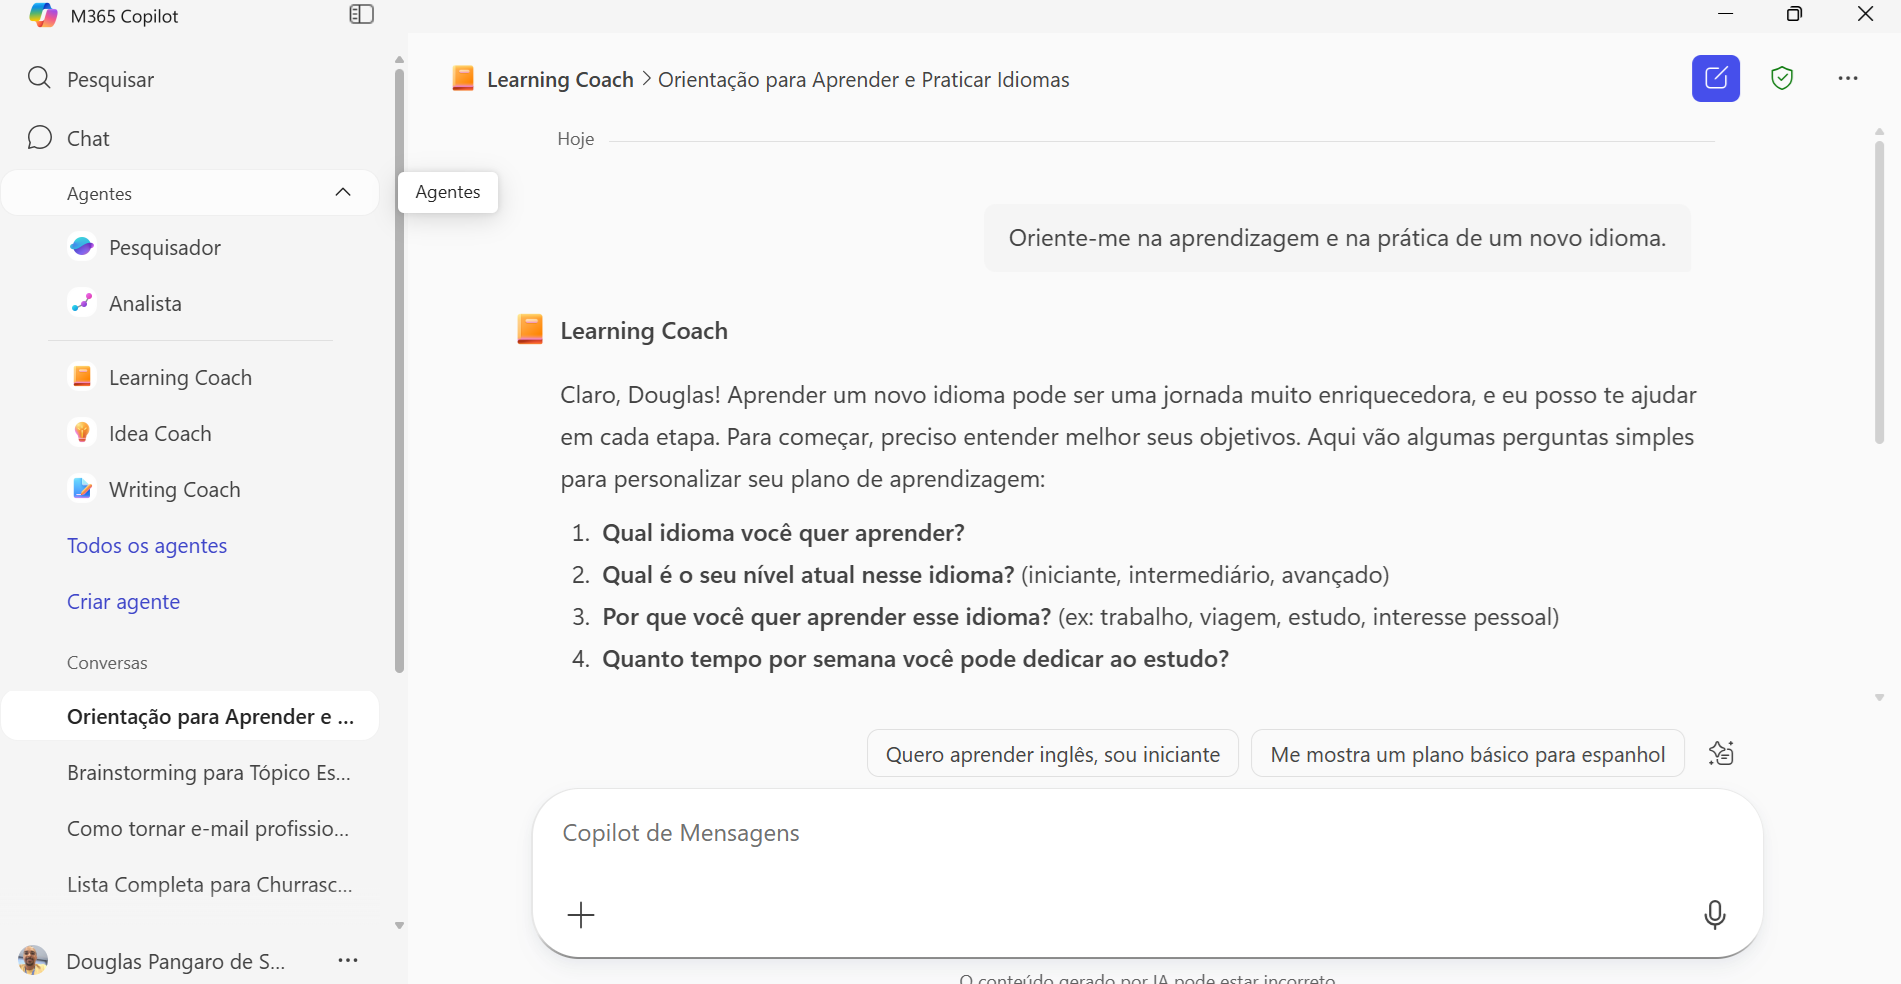 M365 Copilot
Pesquisar
Chat
Agentes
Agentes
Pesquisador
Analista
Learning Coach
Idea Coach
Writing Coach
Todos os agentes
Criar agente
Conversas
Orientação para Aprender e ...
Brainstorming para Tópico Es...
Como tornar e-mail profissio...
Lista Completa para Churrasc...
Douglas Pangaro de S...
Learning Coach > Orientação para Aprender e Praticar Idiomas
Hoje
Oriente-me na aprendizagem e na prática de um novo idioma.
Learning Coach
Claro, Douglas! Aprender um novo idioma pode ser uma jornada muito enriquecedora, e eu posso te ajudar
em cada etapa. Para começar, preciso entender melhor seus objetivos. Aqui vão algumas perguntas simples
para personalizar seu plano de aprendizagem:
1. Qual idioma você quer aprender?
2. Qual é o seu nível atual nesse idioma? (iniciante, intermediário, avançado)
3. Por que você quer aprender esse idioma? (ex: trabalho, viagem, estudo, interesse pessoal)
4. Quanto tempo por semana você pode dedicar ao estudo?
Quero aprender inglês, sou iniciante
Me mostra um plano básico para espanhol
Copilot de Mensagens
O conteúdo gerado por IA pode estar incorreto